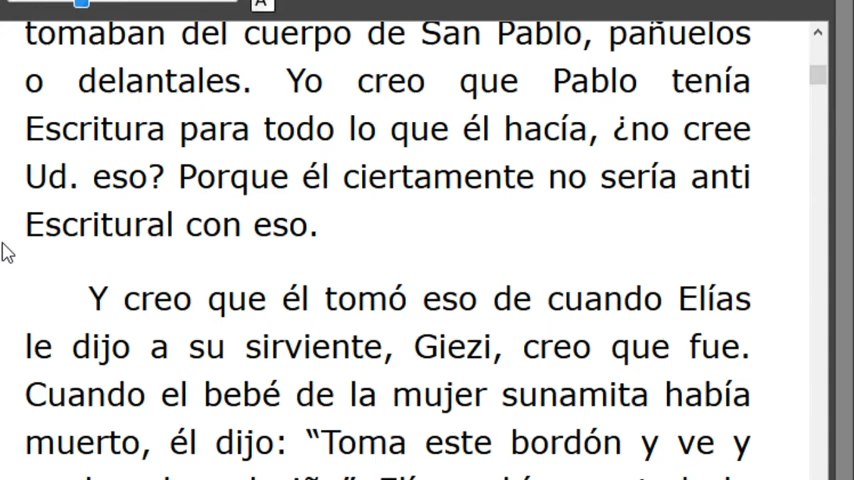 A
tomaban del cuerpo de San Pablo, pañuelos
o delantales. Yo creo que Pablo tenía
Escritura para todo lo que él hacía, ¿no cree
Ud. eso? Porque él ciertamente no sería anti
Escritural con eso.
Y creo que él tomó eso de cuando Elías
le dijo a su sirviente, Giezi, creo que fue.
Cuando el bebé de la mujer sunamita había
muerto, él dijo: “Toma este bordón y ve y